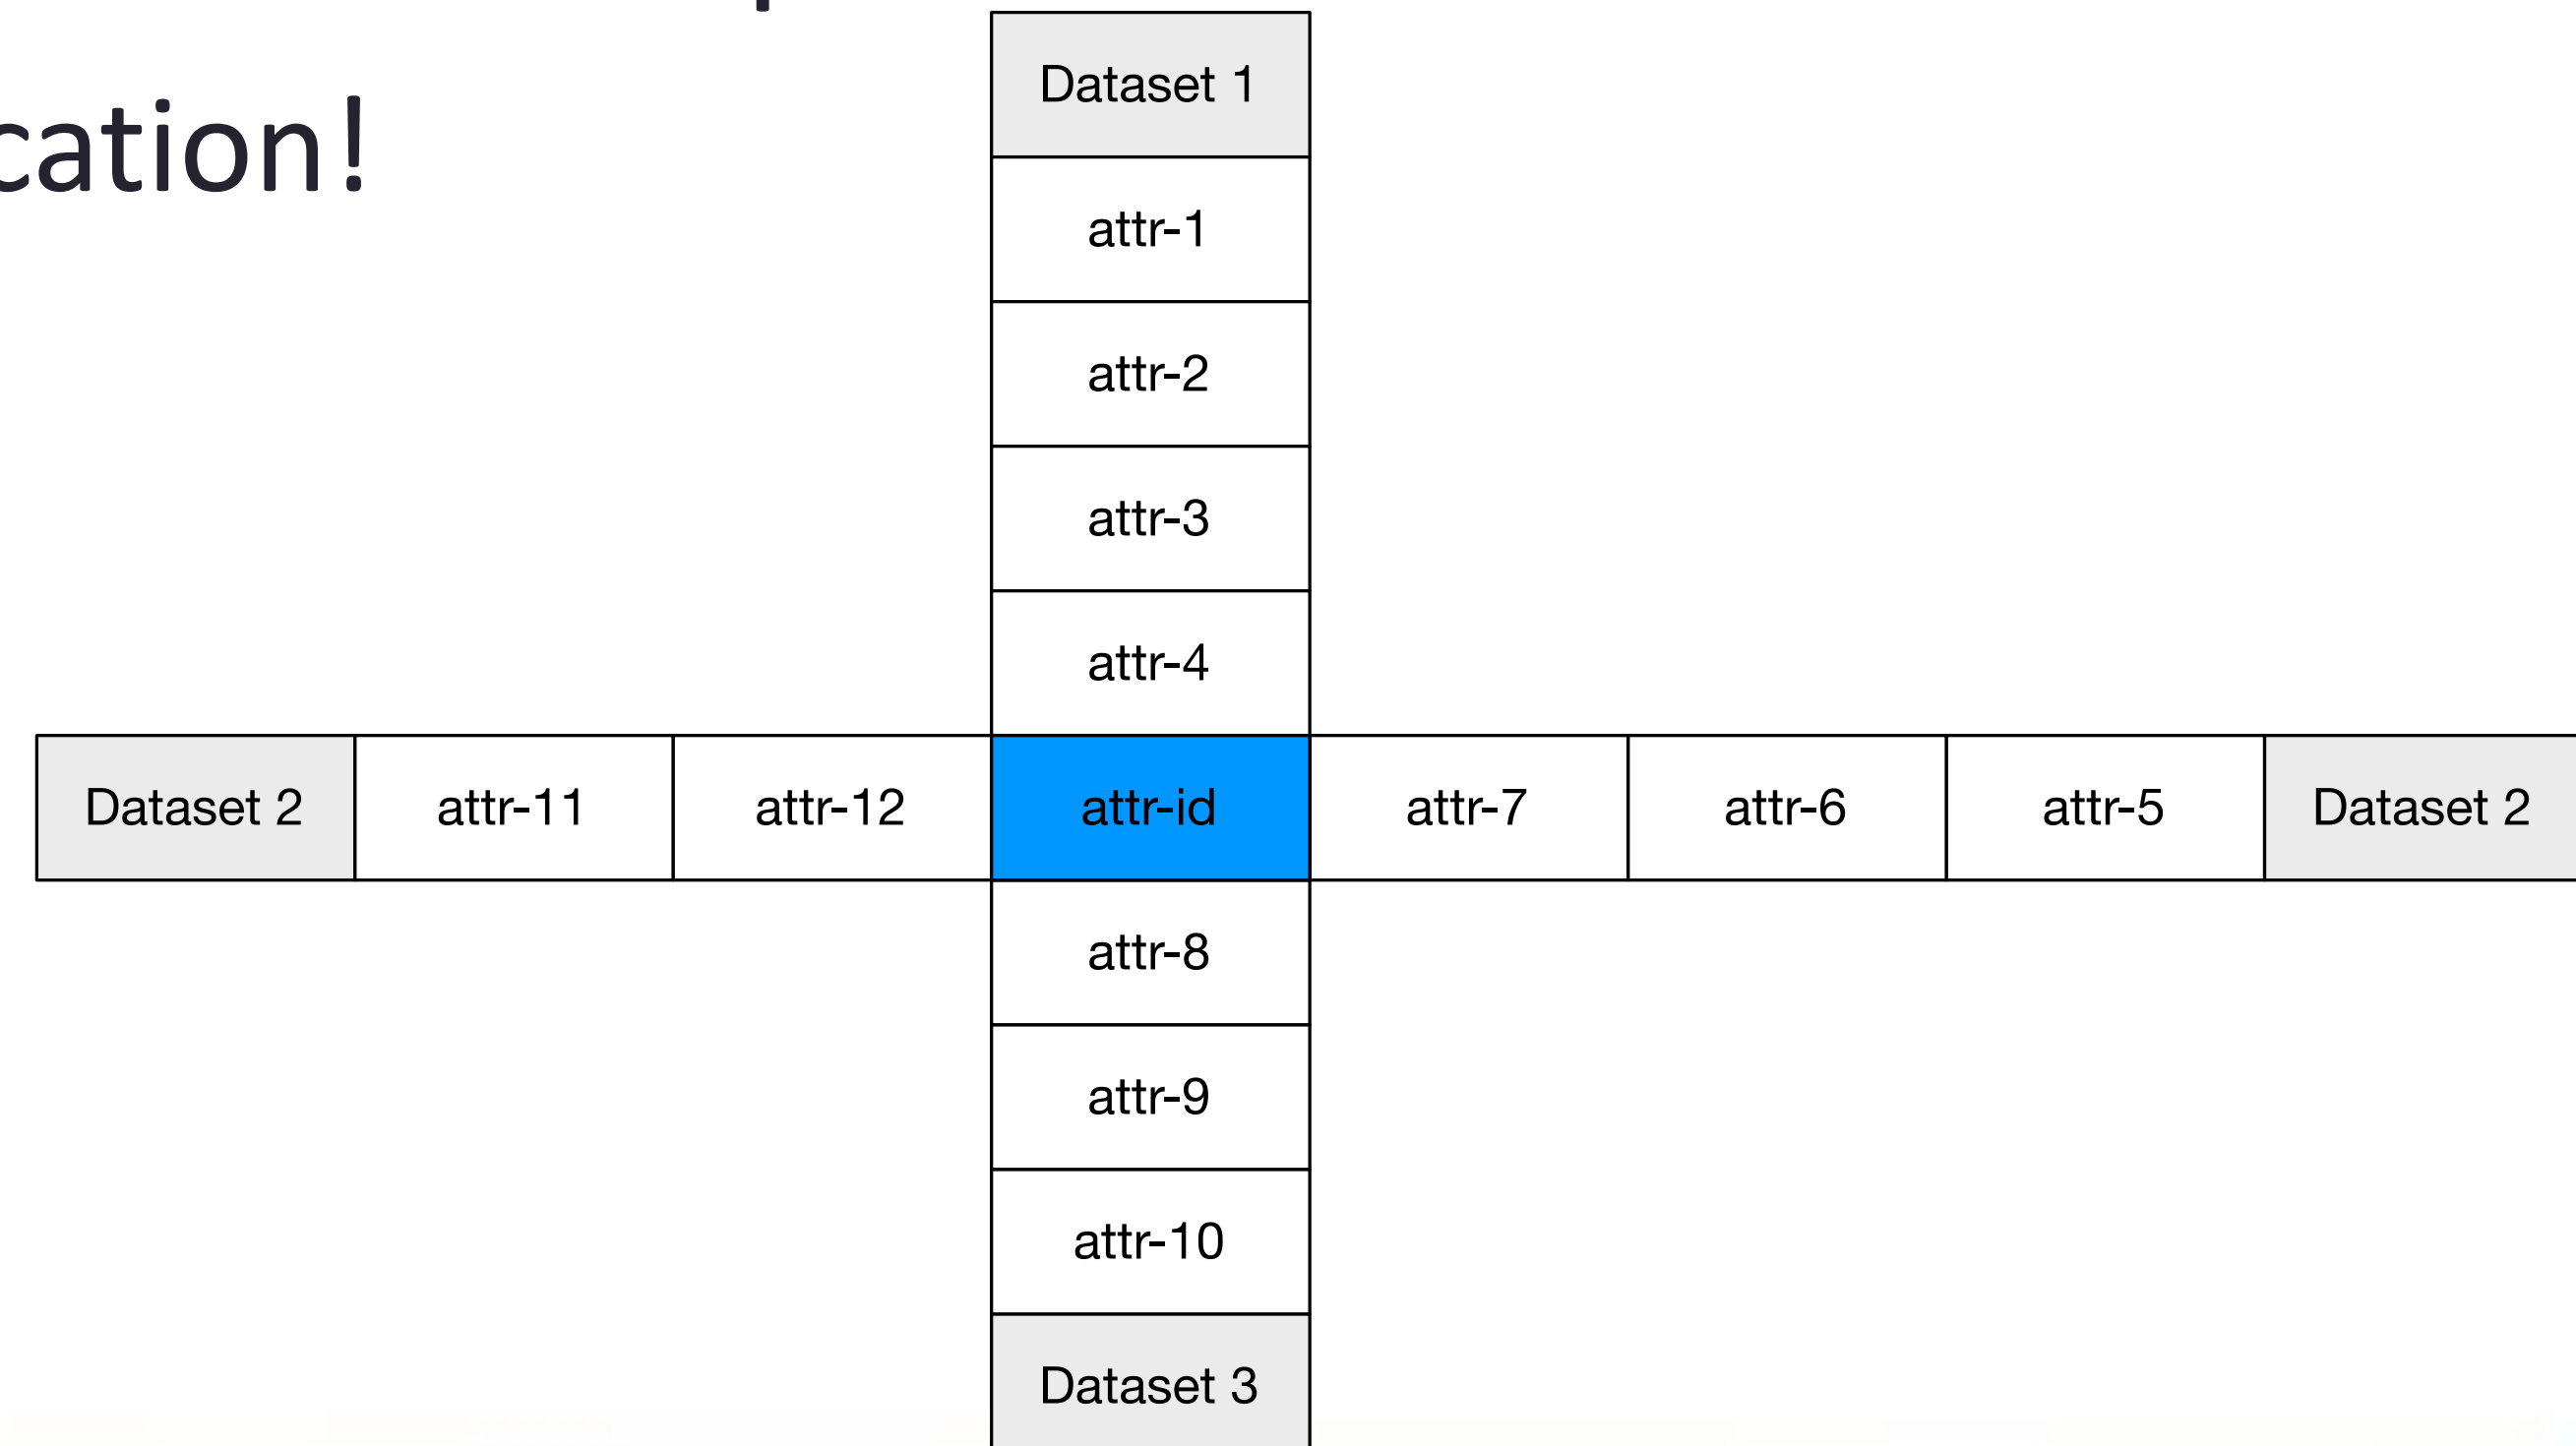 cation!
Dataset 1
attr-1
attr-2
attr-3
attr-4
Dataset 2 attr-11 attr-12 attr-id attr-7 attr-6 attr-5 Dataset 2
attr-8
attr-9
attr-10
Dataset 3